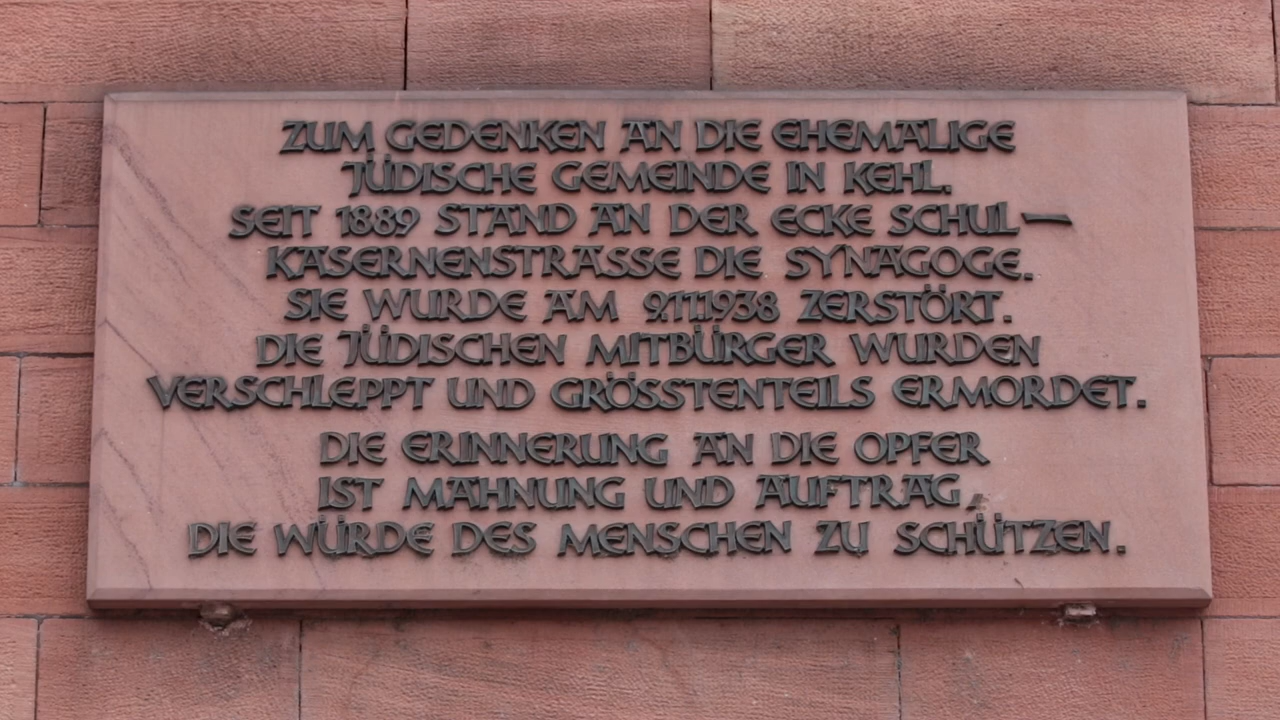 ZUM GEDENKEN AN DIE EHEMALIGE
JÜDISCHE GEMEINDE IN KEHL.
SEIT 1889 STAND AN DER ECKE SCHUL—
KASERNENSTRASSE DIE SYNAGOGE.
SIE WURDE AM 9.11.1938 ZERSTÖRT.
DIE JÜDISCHEN MITBÜRGER WURDEN
VERSCHLEPPT UND GRÖSSTENTEILS ERMORDET.
DIE ERINNERUNG AN DIE OPFER
IST MAHNUNG UND AUFTRAG,
DIE WÜRDE DES MENSCHEN ZU SCHÜTZEN.